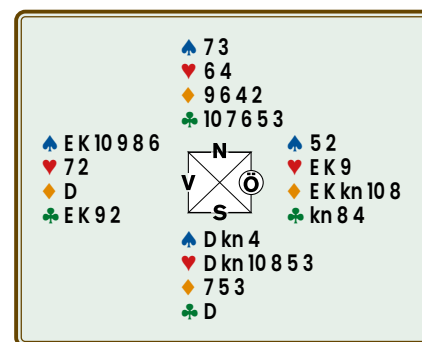 ♠ 7 3
♥ 6 4
♦ 9 6 4 2
♣ 10 7 6 5 3
♠ E K 10 9 8 6
♥ 7 2
♦ D
♣ E K 9 2
N
V Ö
S
♠ 5 2
♥ E K 9
♦ E K kn 10 8
♣ kn 8 4
♠ D kn 4
♥ D kn 10 8 5 3
♦ 7 5 3
♣ D